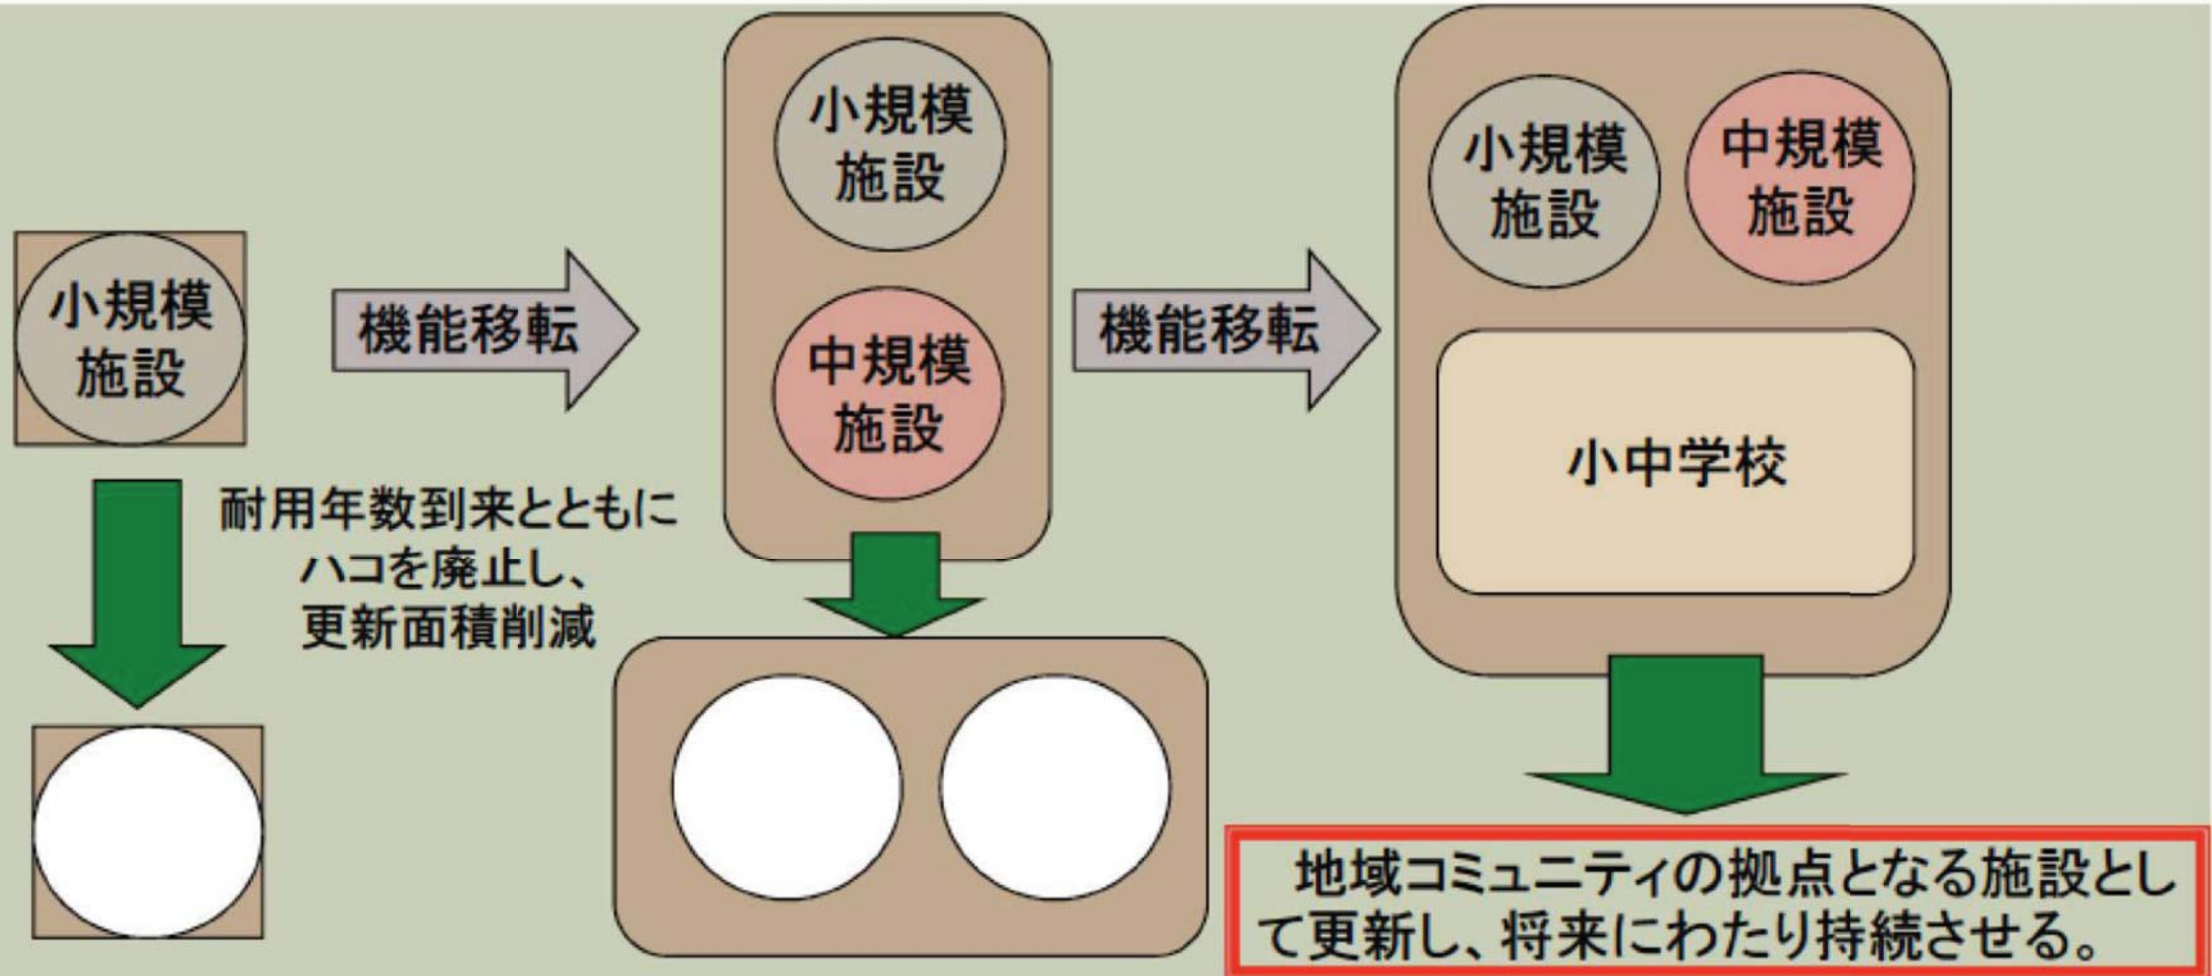 小規模
施設
機能移転
小規模
施設
中規模
施設
機能移転
小規模
施設
中規模
施設
小中学校
耐用年数到来とともに
ハコを廃止し、
更新面積削減
地域コミュニティの拠点となる施設とし
て更新し、将来にわたり持続させる。